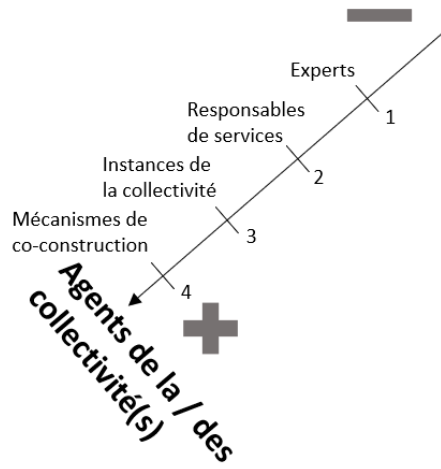 Experts
1
Responsables
de services
2
Instances de
la collectivité
3
Mécanismes de
co-construction
4
Agents de la / des
collectivité(s)